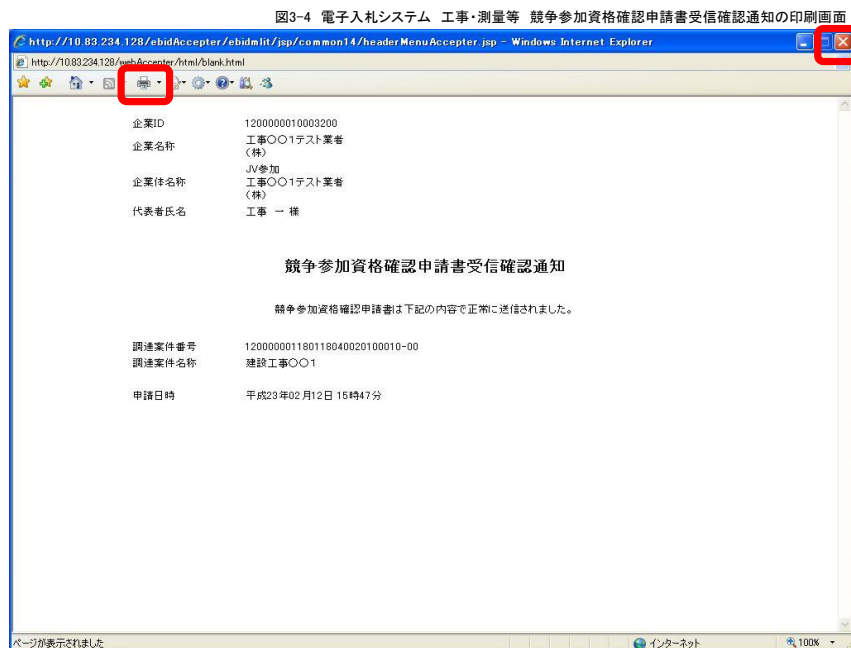 図3-4 電子入札システム 工事・測量等 競争参加資格確認申請書受信確認通知の印刷画面
http://10.83.234.128/ebidAccepter/ebidmlit/jsp/common14/headerMenuAccepter.jsp - Windows Internet Explorer
http://10.83.234.128/webAccepter/html/blank.html
企業ID 1200000010003200
企業名称 工事〇〇1テスト業者
(株)
JV参加
企業体名称 工事〇〇1テスト業者
(株)
代表者氏名 工事 一 様
競争参加資格確認申請書受信確認通知
競争参加資格確認申請書は下記の内容で正常に送信されました。
調達案件番号 120000001180118040020100010-00
調達案件名称 建設工事〇〇1
申請日時 平成23年02月12日 15時47分
ページが表示されました インターネット 100%